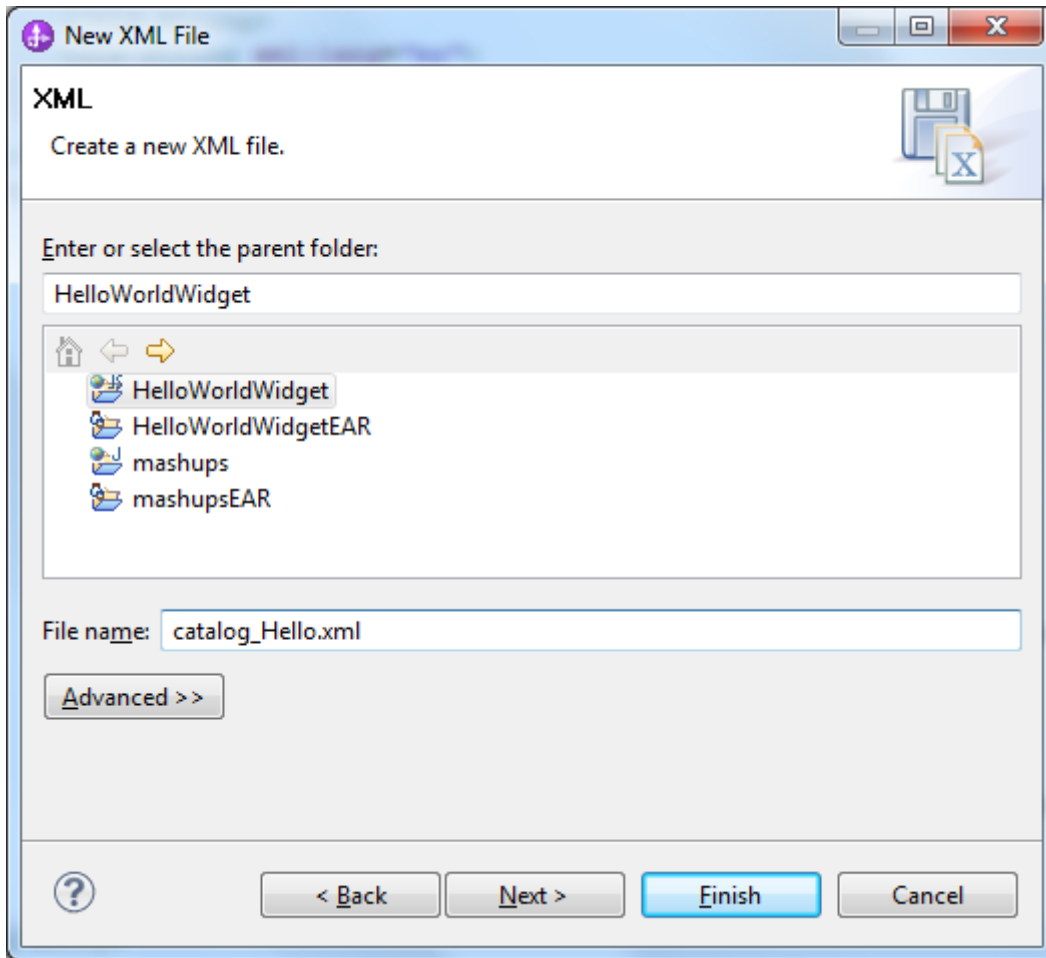 New XML File
XML
Create a new XML file.
Enter or select the parent folder:
HelloWorldWidget
HelloWorldWidget
HelloWorldWidgetEAR
mashups
mashupsEAR
File name: catalog_Hello.xml
Advanced >>
< Back Next > Finish Cancel